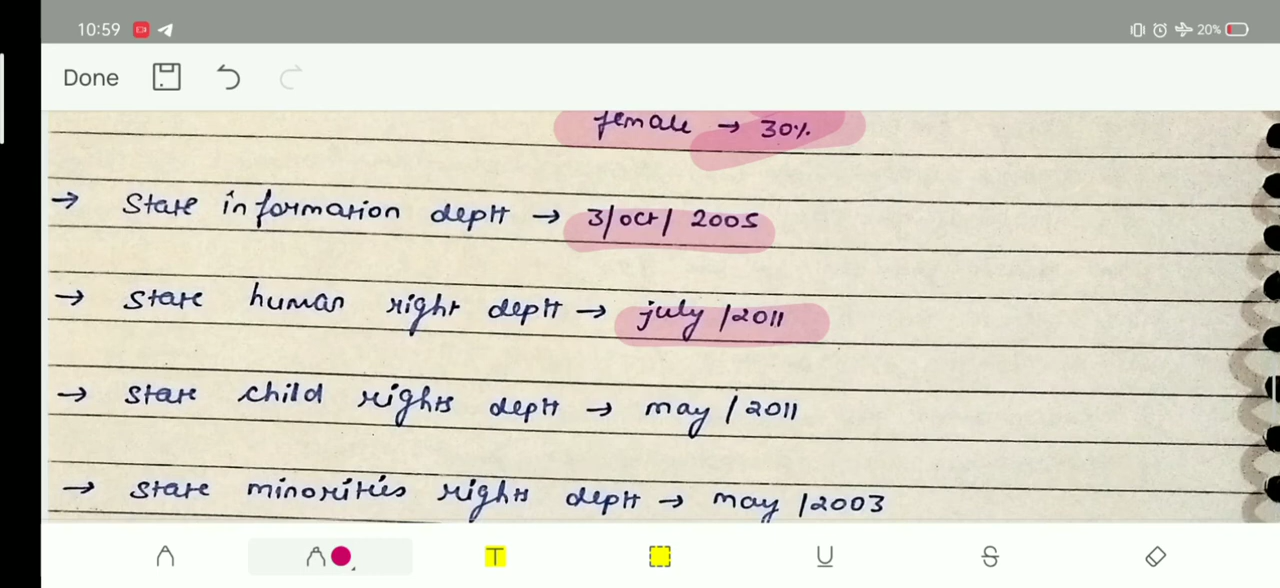 10:59 20%
Done
female → 30%
→ State information deptt → 3/oct/2005
→ State human right deptt → july /2011
→ State child rights deptt → may /2011
→ State minorities rights deptt → may /2003
T U S